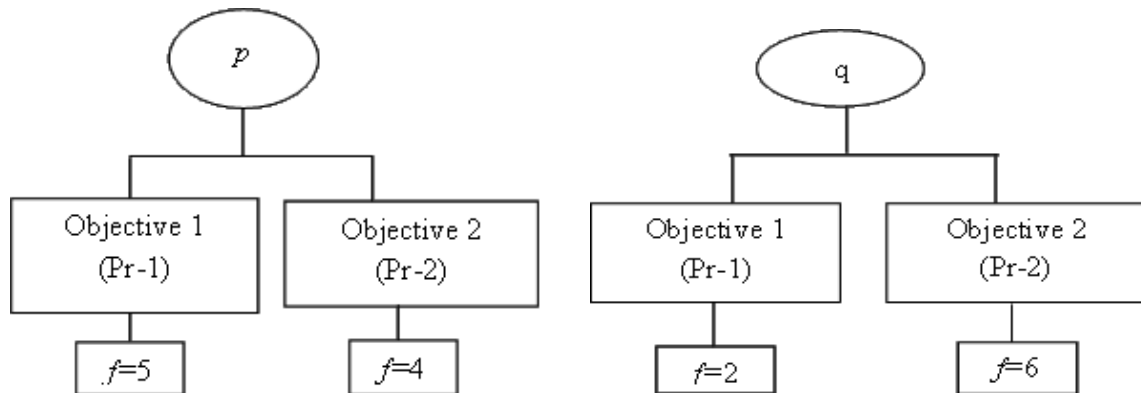 p
Objective 1
(Pr-1)
Objective 2
(Pr-2)
f=5
f=4
q
Objective 1
(Pr-1)
Objective 2
(Pr-2)
f=2
f=6